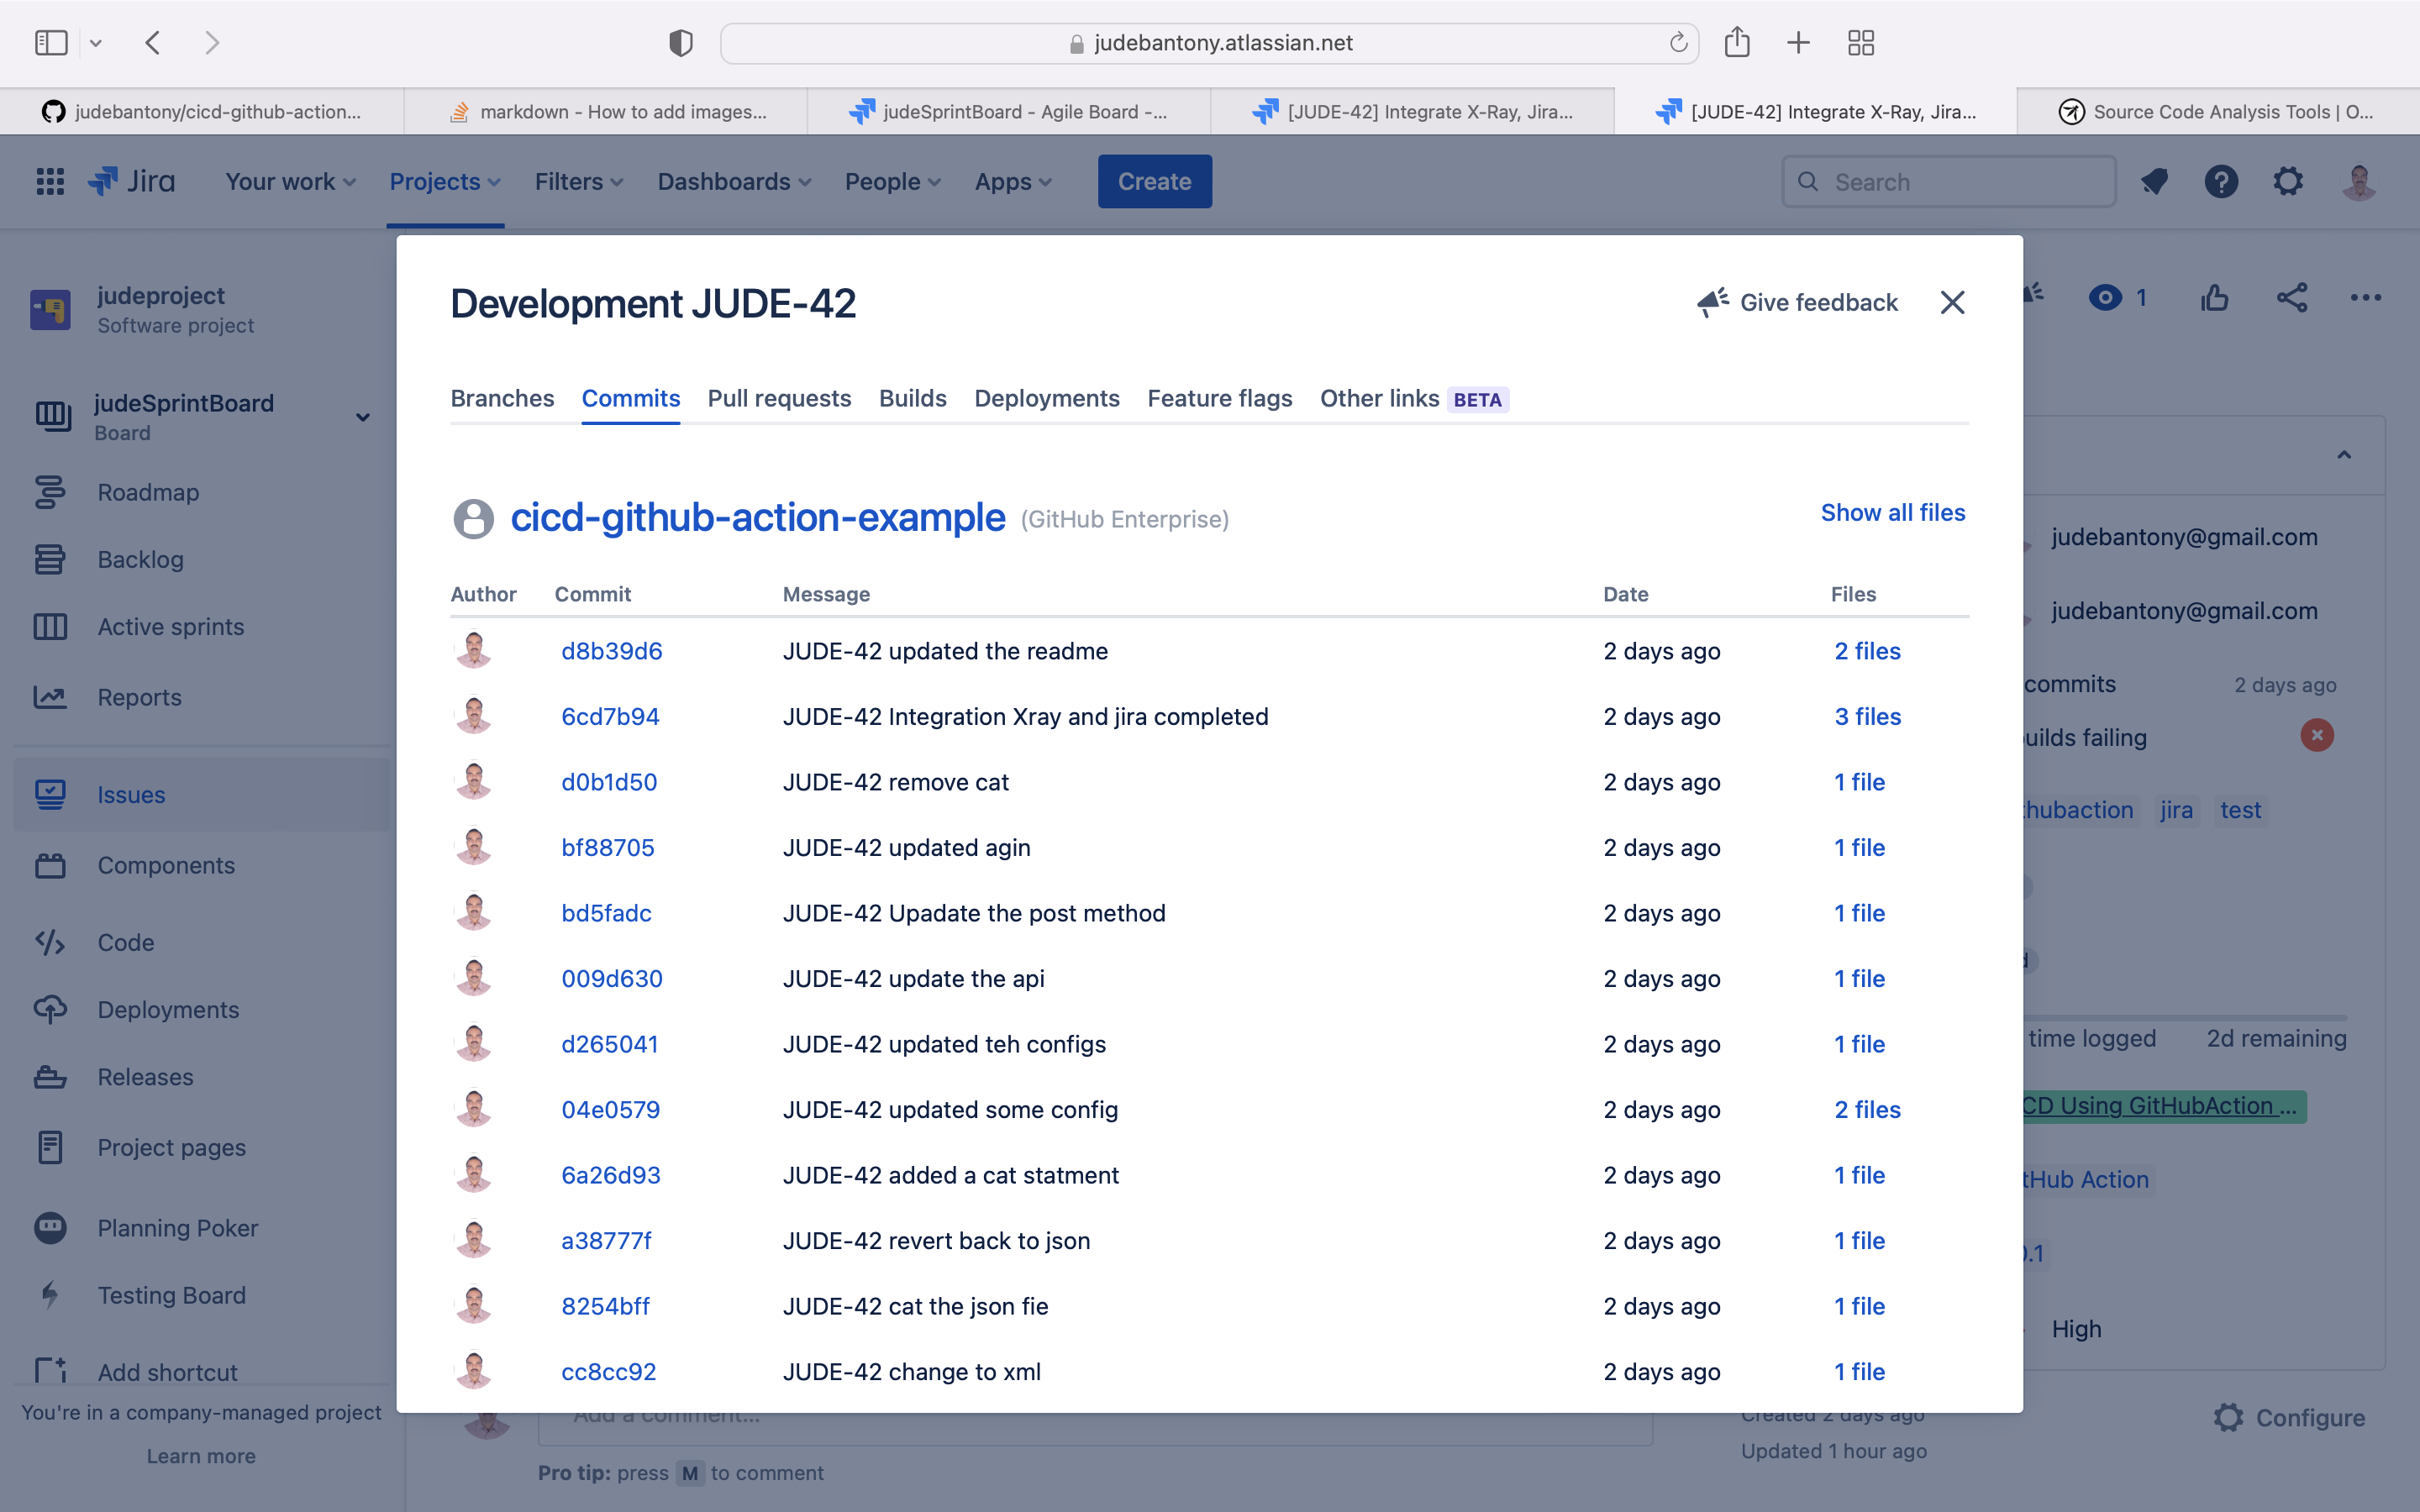 judebantony.atlassian.net
judebantony/cicd-github-action...
markdown - How to add images...
judeSprintBoard - Agile Board -...
[JUDE-42] Integrate X-Ray, Jira...
[JUDE-42] Integrate X-Ray, Jira...
Source Code Analysis Tools | O...
Jira
Your work
Projects
Filters
Dashboards
People
Apps
Create
Search
judeproject
Software project
judeSprintBoard
Board
Roadmap
Backlog
Active sprints
Reports
Issues
Components
Code
Deployments
Releases
Project pages
Planning Poker
Testing Board
Add shortcut
You're in a company-managed project
Learn more
Development JUDE-42
Give feedback
Branches Commits Pull requests Builds Deployments Feature flags Other links BETA
cicd-github-action-example (GitHub Enterprise)
Show all files
Author Commit Message Date Files
d8b39d6 JUDE-42 updated the readme 2 days ago 2 files
6cd7b94 JUDE-42 Integration Xray and jira completed 2 days ago 3 files
d0b1d50 JUDE-42 remove cat 2 days ago 1 file
bf88705 JUDE-42 updated agin 2 days ago 1 file
bd5fadc JUDE-42 Upadate the post method 2 days ago 1 file
009d630 JUDE-42 update the api 2 days ago 1 file
d265041 JUDE-42 updated teh configs 2 days ago 1 file
04e0579 JUDE-42 updated some config 2 days ago 2 files
6a26d93 JUDE-42 added a cat statment 2 days ago 1 file
a38777f JUDE-42 revert back to json 2 days ago 1 file
8254bff JUDE-42 cat the json fie 2 days ago 1 file
cc8cc92 JUDE-42 change to xml 2 days ago 1 file
1
judebantony@gmail.com
judebantony@gmail.com
commits 2 days ago
uilds failing
thubaction jira test
time logged 2d remaining
CD Using GitHubAction ...
tHub Action
0.1
High
Add a comment...
Pro tip: press M to comment
Created 2 days ago
Updated 1 hour ago
Configure